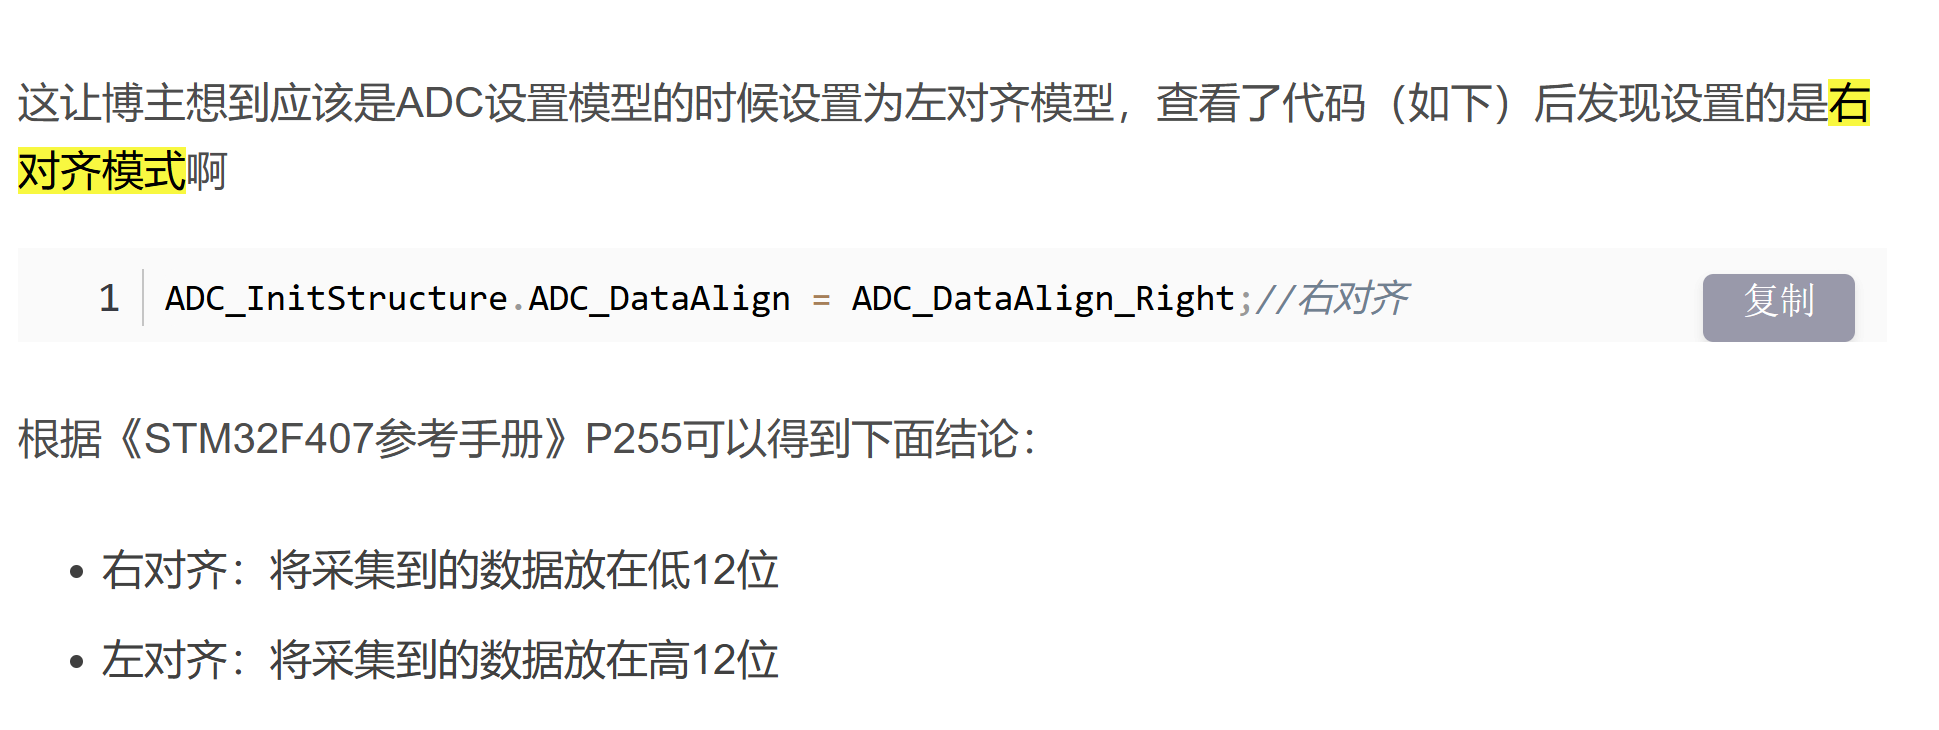 这让博主想到应该是ADC设置模型的时候设置为左对齐模型，查看了代码（如下）后发现设置的是右
对齐模式啊
1 ADC_InitStructure.ADC_DataAlign = ADC_DataAlign_Right;//右对齐
复制
根据《STM32F407参考手册》P255可以得到下面结论：
• 右对齐：将采集到的数据放在低12位
• 左对齐：将采集到的数据放在高12位